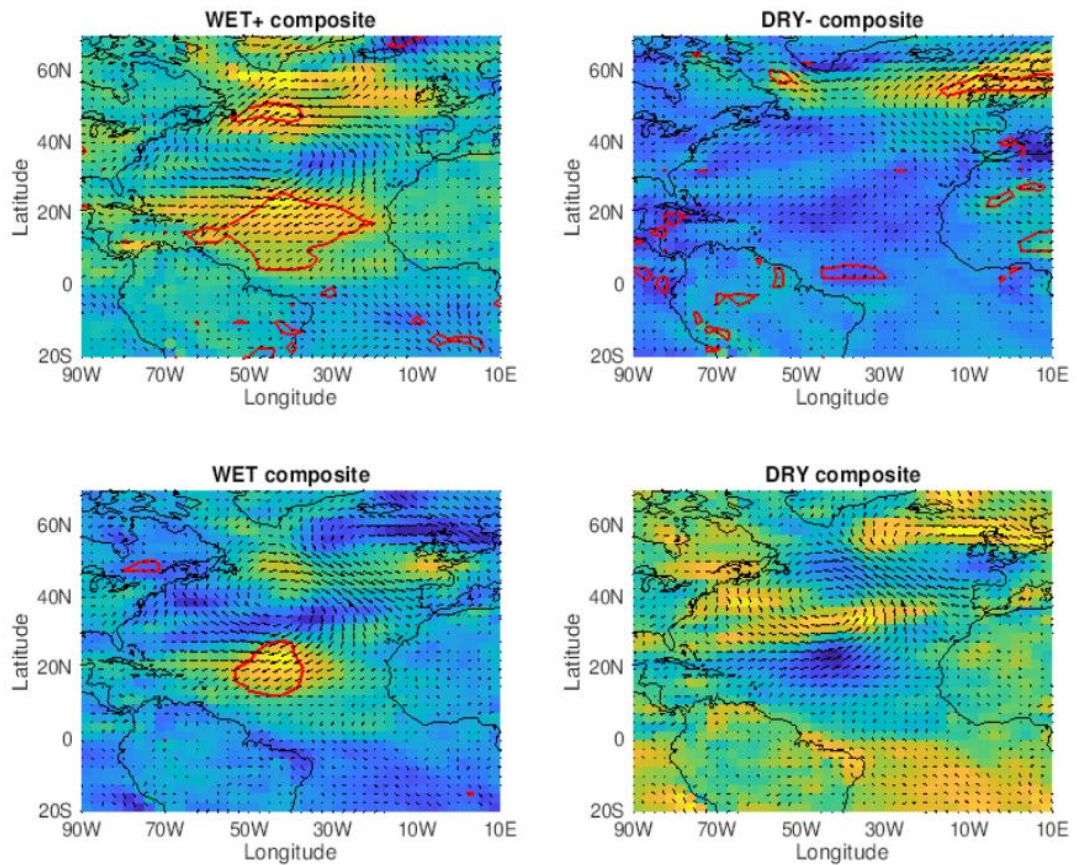 WET+ composite
60N
40N
20N
0
20S
Latitude
90W 70W 50W 30W 10W 10E
Longitude
DRY- composite
60N
40N
20N
0
20S
Latitude
90W 70W 50W 30W 10W 10E
Longitude
WET composite
60N
40N
20N
0
20S
Latitude
90W 70W 50W 30W 10W 10E
Longitude
DRY composite
60N
40N
20N
0
20S
Latitude
90W 70W 50W 30W 10W 10E
Longitude